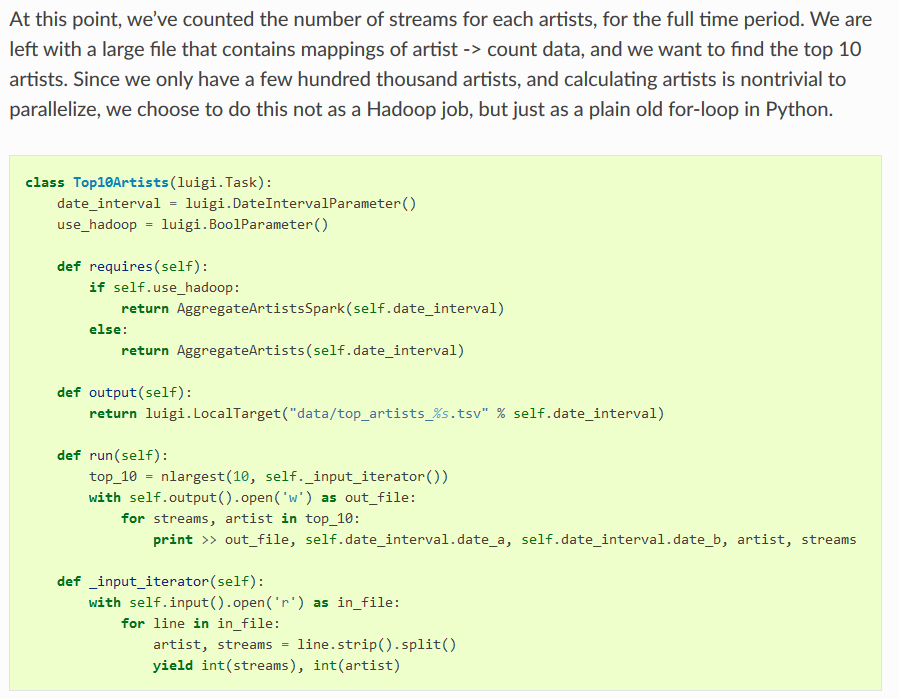 At this point, we've counted the number of streams for each artists, for the full time period. We are
left with a large file that contains mappings of artist -> count data, and we want to find the top 10
artists. Since we only have a few hundred thousand artists, and calculating artists is nontrivial to
parallelize, we choose to do this not as a Hadoop job, but just as a plain old for-loop in Python.
class Top10Artists(luigi.Task):
    date_interval = luigi.DateIntervalParameter()
    use_hadoop = luigi.BoolParameter()
    def requires(self):
        if self.use_hadoop:
            return AggregateArtistsSpark(self.date_interval)
        else:
            return AggregateArtists(self.date_interval)
    def output(self):
        return luigi.LocalTarget("data/top_artists_%s.tsv" % self.date_interval)
    def run(self):
        top_10 = nlargest(10, self._input_iterator())
        with self.output().open('w') as out_file:
            for streams, artist in top_10:
                print >> out_file, self.date_interval.date_a, self.date_interval.date_b, artist, streams
    def _input_iterator(self):
        with self.input().open('r') as in_file:
            for line in in_file:
                artist, streams = line.strip().split()
                yield int(streams), int(artist)